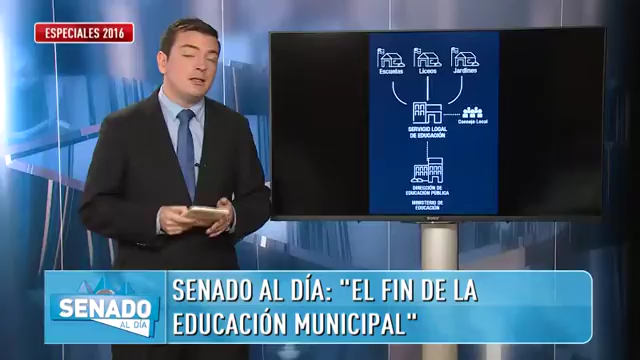 ESPECIALES 2016
Escuelas
Liceos
Jardines
SERVICIO LOCAL
DE EDUCACIÓN
Consejo Local
DIRECCIÓN DE
EDUCACIÓN PÚBLICA
MINISTERIO DE
EDUCACIÓN
SONY
SENADO
AL DÍA
SENADO AL DÍA: "EL FIN DE LA
EDUCACIÓN MUNICIPAL"